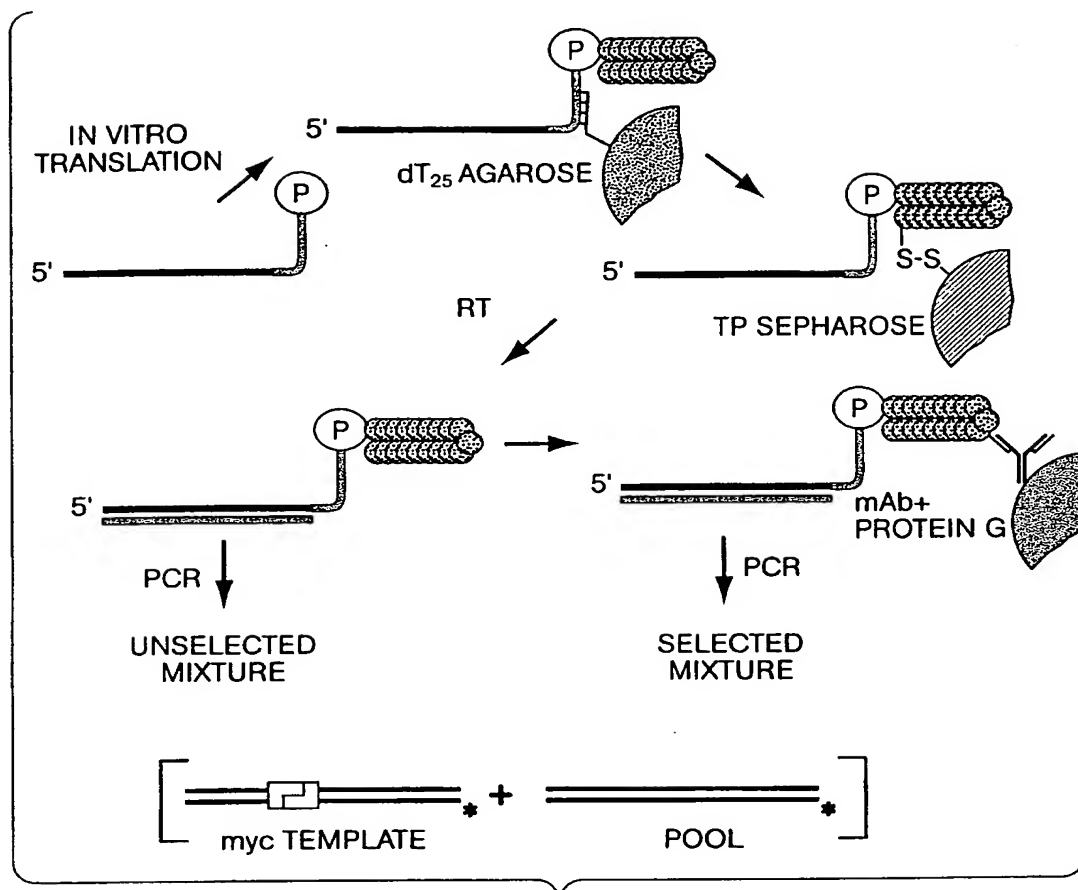 P
IN VITRO
TRANSLATION
5'
dT₂₅ AGAROSE
P
5'
P
S-S
5'
TP SEPHAROSE
RT
P
5'
P
5'
mAb+
PROTEIN G
PCR
UNSELECTED
MIXTURE
PCR
SELECTED
MIXTURE
+
*
*
myc TEMPLATE
POOL